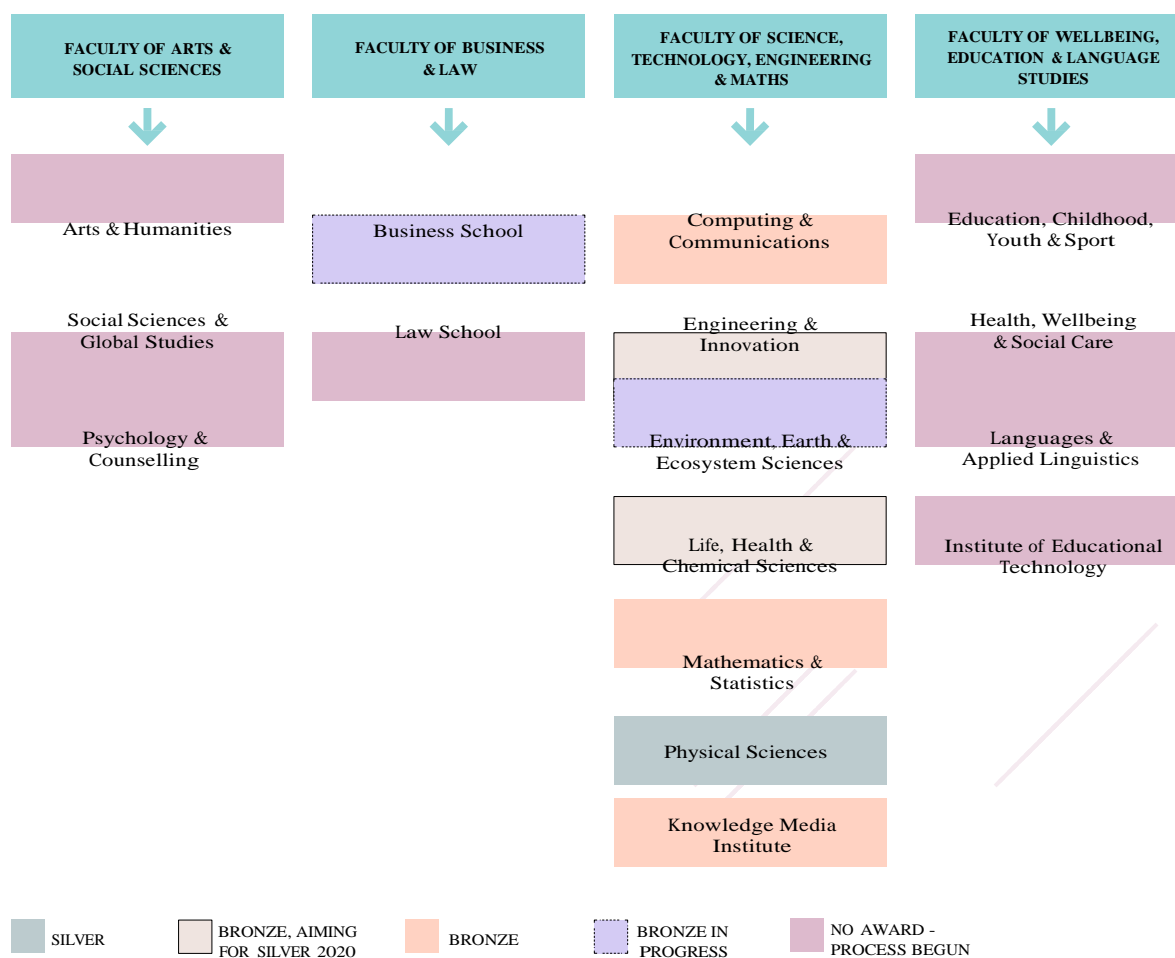 FACULTY OF ARTS &
SOCIAL SCIENCES
FACULTY OF BUSINESS
& LAW
FACULTY OF SCIENCE,
TECHNOLOGY, ENGINEERING
& MATHS
FACULTY OF WELLBEING,
EDUCATION & LANGUAGE
STUDIES
Arts & Humanities
Social Sciences &
Global Studies
Psychology &
Counselling
Business School
Law School
Computing &
Communications
Engineering &
Innovation
Environment, Earth &
Ecosystem Sciences
Life, Health &
Chemical Sciences
Mathematics &
Statistics
Physical Sciences
Knowledge Media
Institute
Education, Childhood,
Youth & Sport
Health, Wellbeing
& Social Care
Languages &
Applied Linguistics
Institute of Educational
Technology
SILVER
BRONZE, AIMING
FOR SILVER 2020
BRONZE
BRONZE IN
PROGRESS
NO AWARD -
PROCESS BEGUN